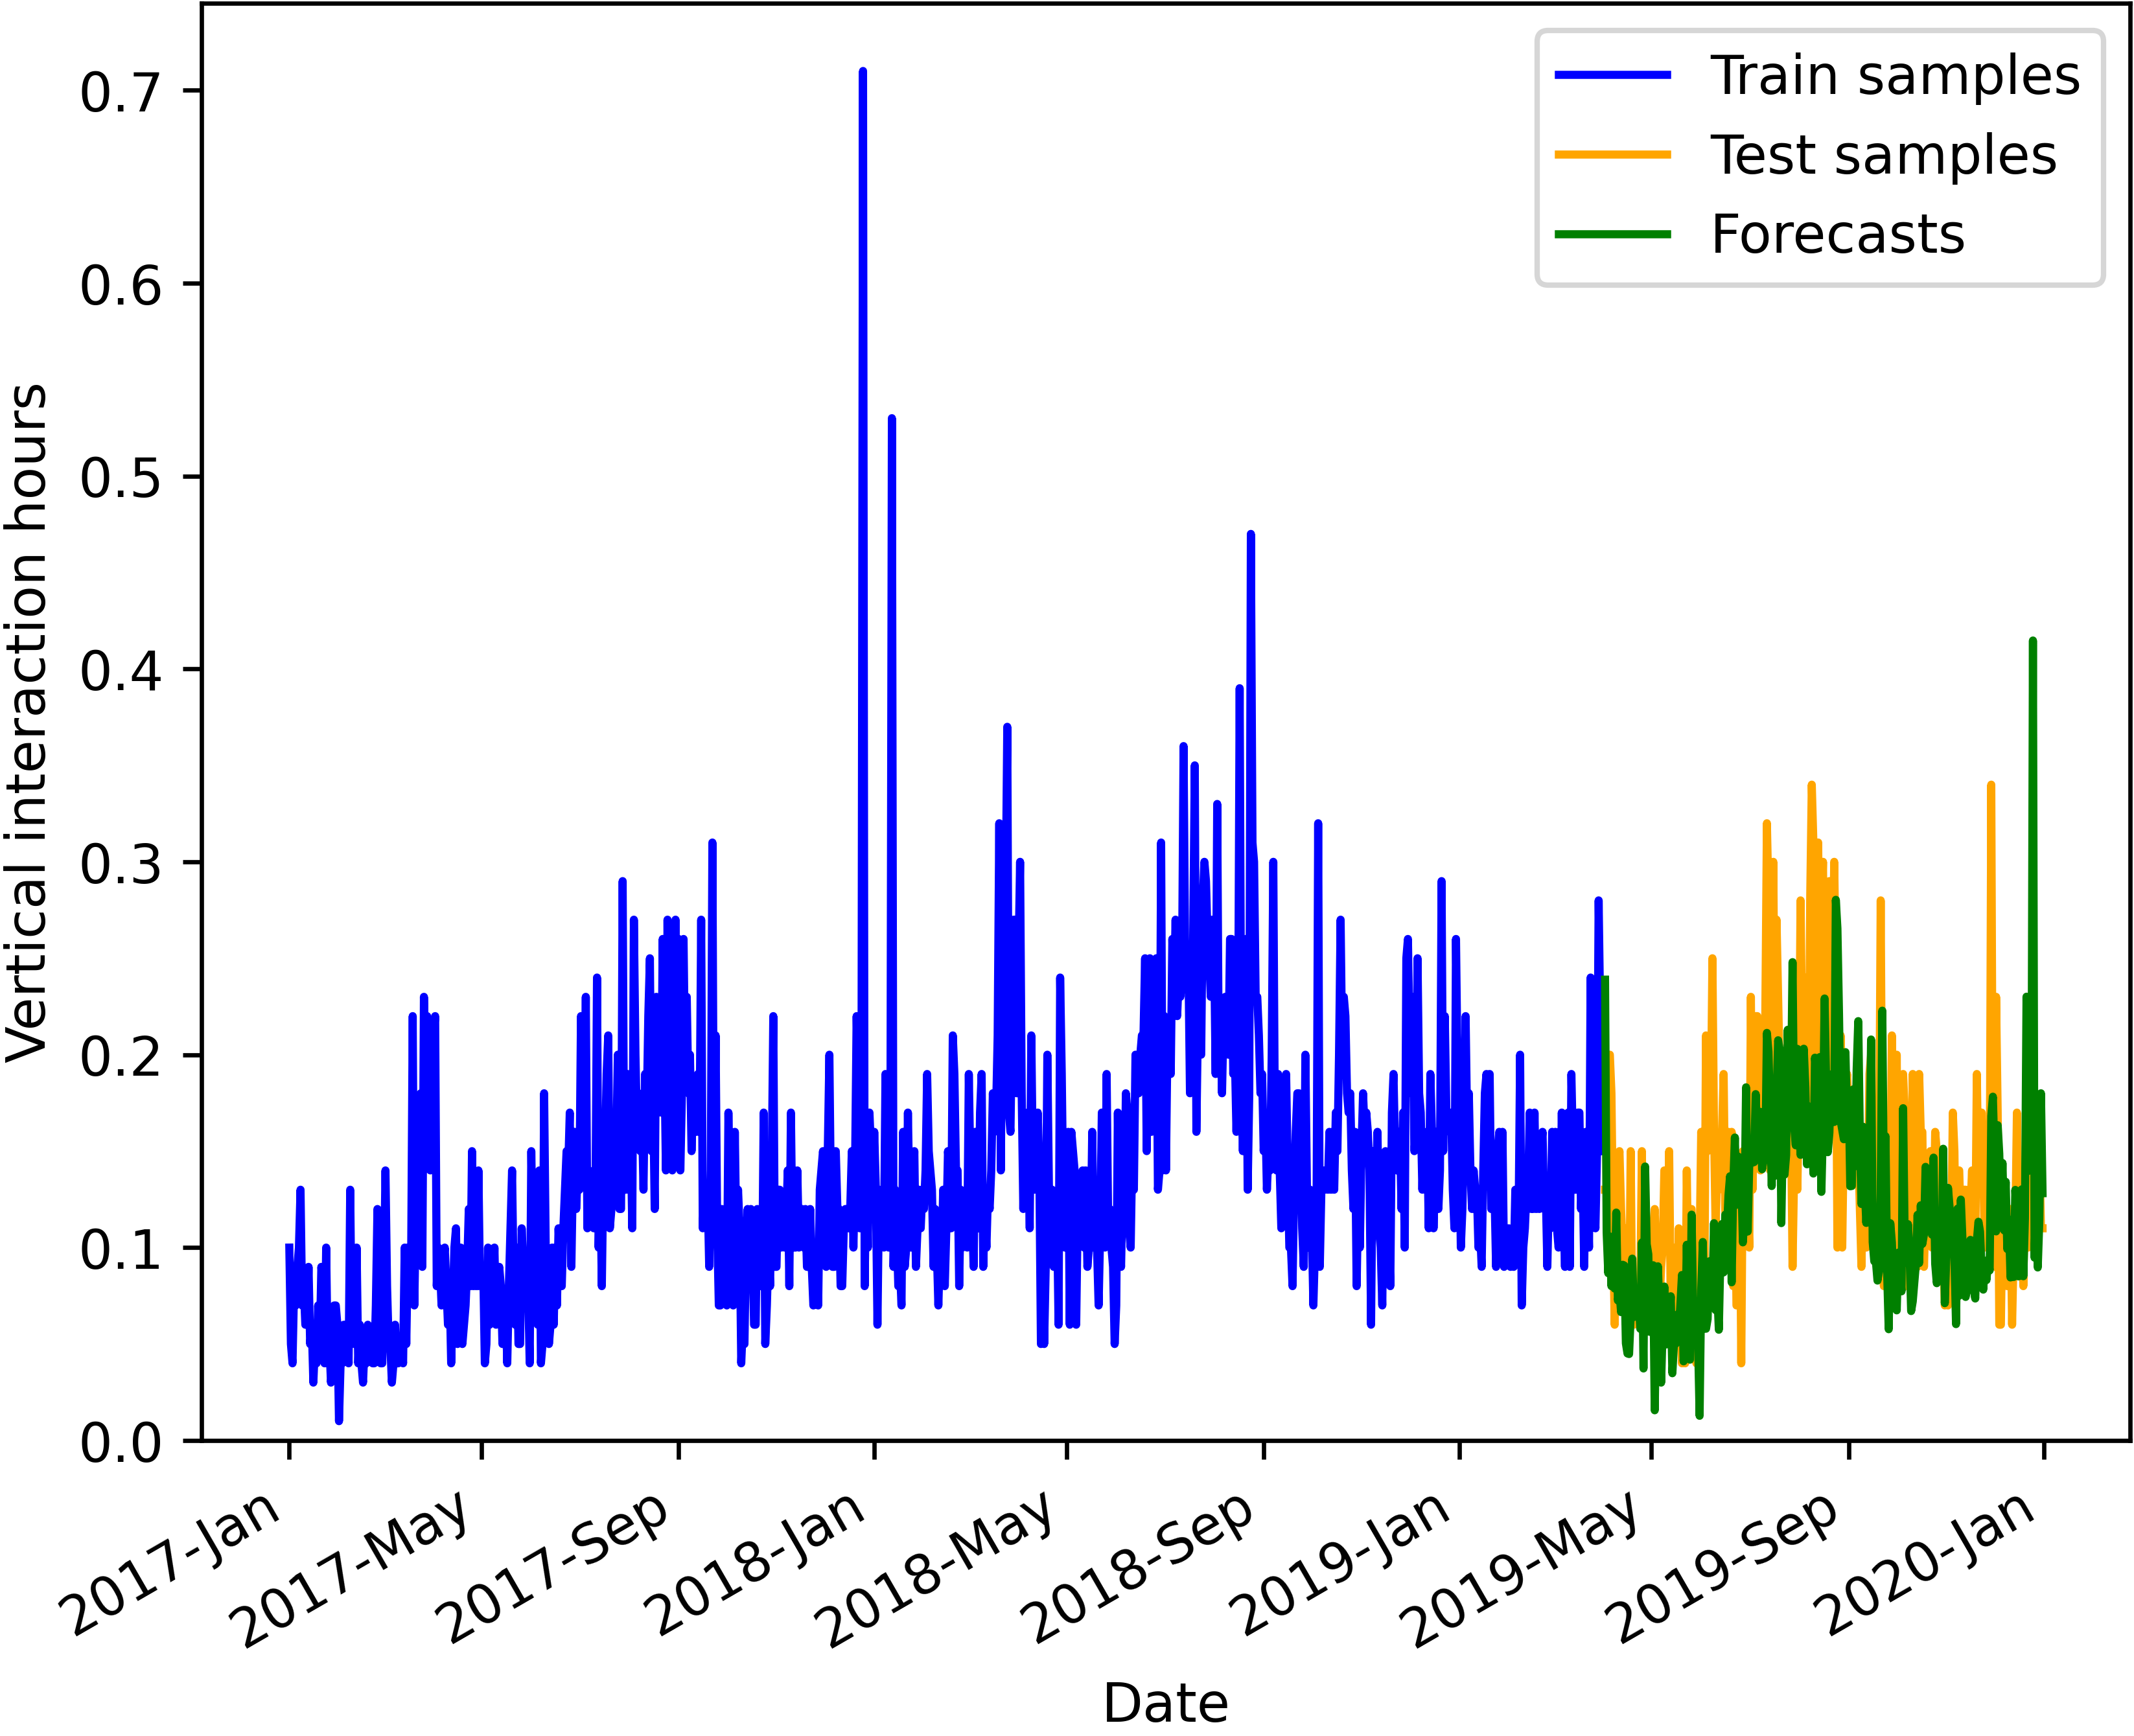 Train samples
Test samples
Forecasts
Vertical interaction hours
0.7
0.6
0.5
0.4
0.3
0.2
0.1
0.0
2017-Jan
2017-May
2017-Sep
2018-Jan
2018-May
2018-Sep
2019-Jan
2019-May
2019-Sep
2020-Jan
Date